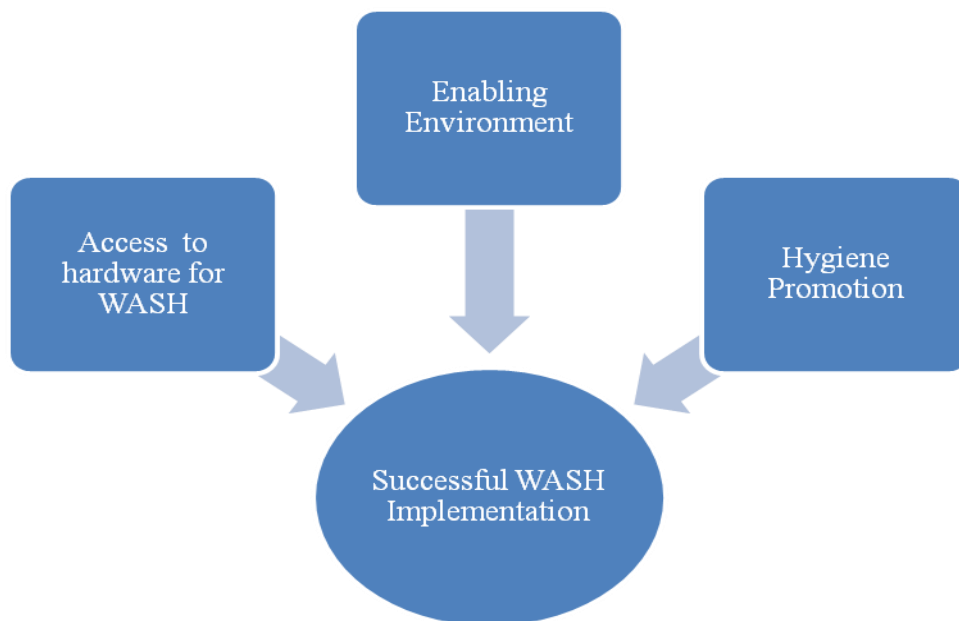 Enabling
Environment
Access to
hardware for
WASH
Hygiene
Promotion
Successful WASH
Implementation